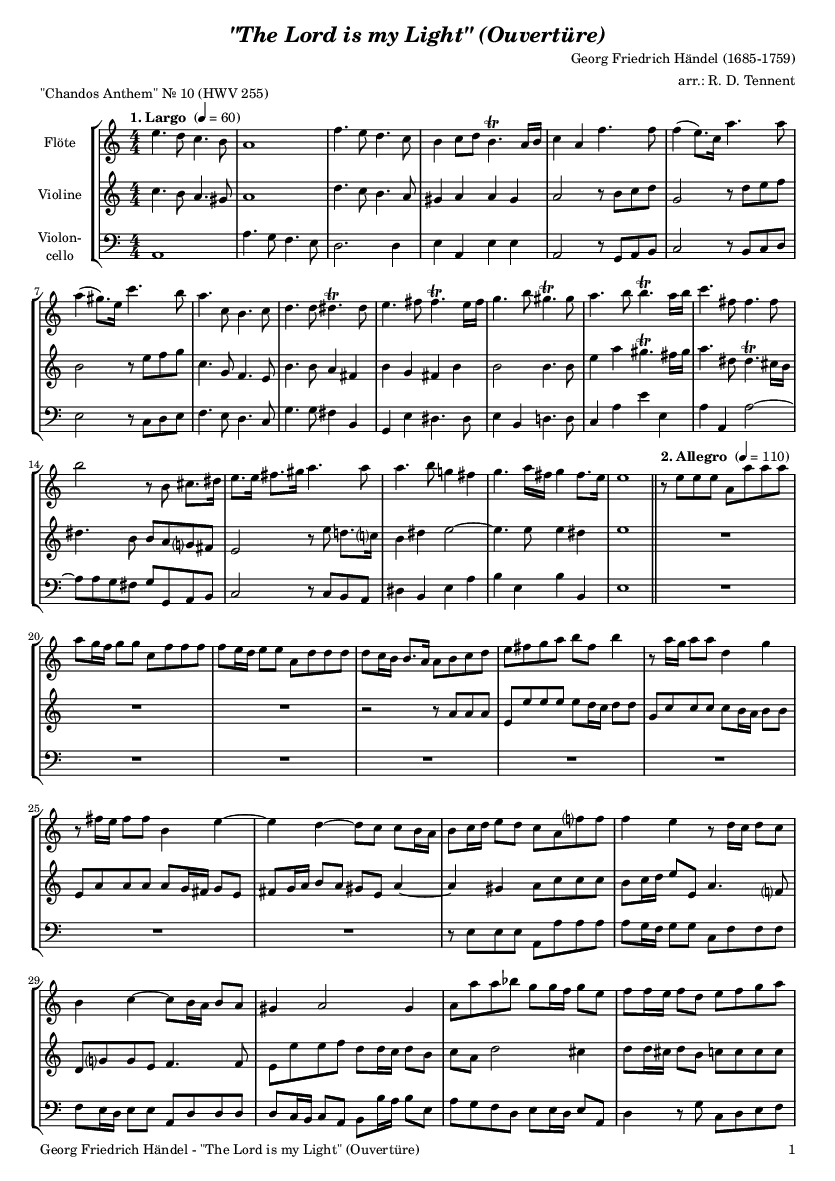 "The Lord is my Light" (Ouvertüre)
Georg Friedrich Händel (1685-1759)
arr.: R. D. Tennent
"Chandos Anthem" № 10 (HWV 255)
1. Largo (♩ = 60)
Flöte
Violine
Violon-
cello
7
14
2. Allegro (♩ = 110)
20
25
29
Georg Friedrich Händel - "The Lord is my Light" (Ouvertüre) 1